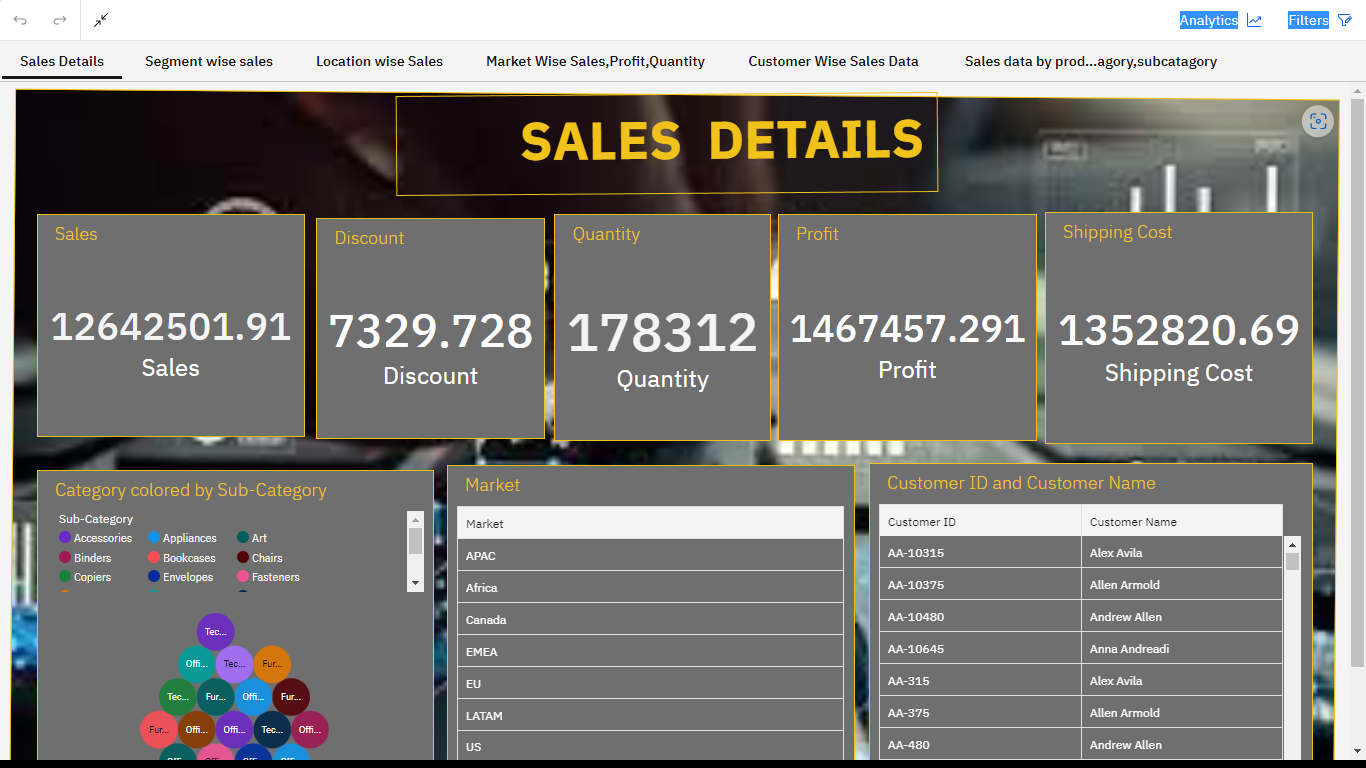 Analytics Filters
Sales Details Segment wise sales Location wise Sales Market Wise Sales,Profit,Quantity Customer Wise Sales Data Sales data by prod...agory,subcatagory
SALES DETAILS
Sales
12642501.91
Sales
Discount
7329.728
Discount
Quantity
178312
Quantity
Profit
1467457.291
Profit
Shipping Cost
1352820.69
Shipping Cost
Category colored by Sub-Category
Sub-Category
Accessories Appliances Art
Binders Bookcases Chairs
Copiers Envelopes Fasteners
Tec...
Offi... Tec... Fur...
Tec... Fur... Offi... Fur...
Fur... Offi... Offi... Tec... Offi...
Market
Market
APAC
Africa
Canada
EMEA
EU
LATAM
US
Customer ID and Customer Name
Customer ID Customer Name
AA-10315 Alex Avila
AA-10375 Allen Armold
AA-10480 Andrew Allen
AA-10645 Anna Andreadi
AA-315 Alex Avila
AA-375 Allen Armold
AA-480 Andrew Allen